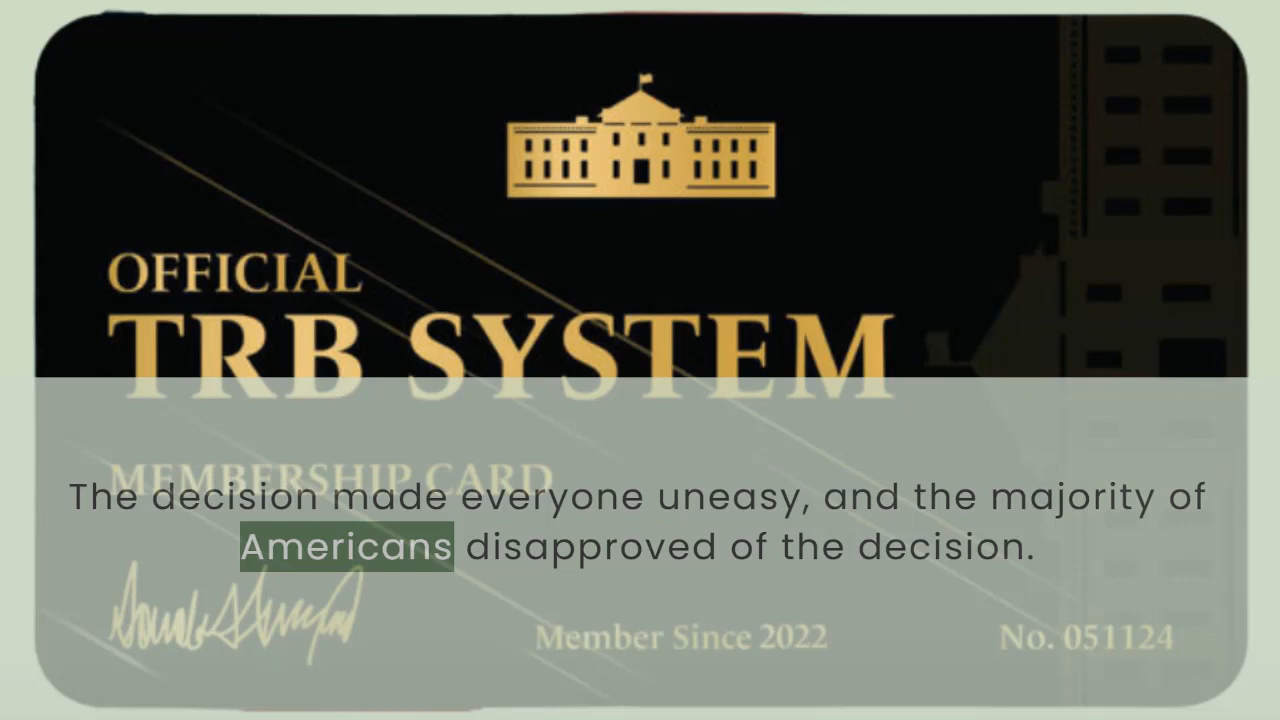 OFFICIAL
TRB SYSTEM
MEMBERSHIP CARD
The decision made everyone uneasy, and the majority of
Americans disapproved of the decision.
Member Since 2022
No. 051124